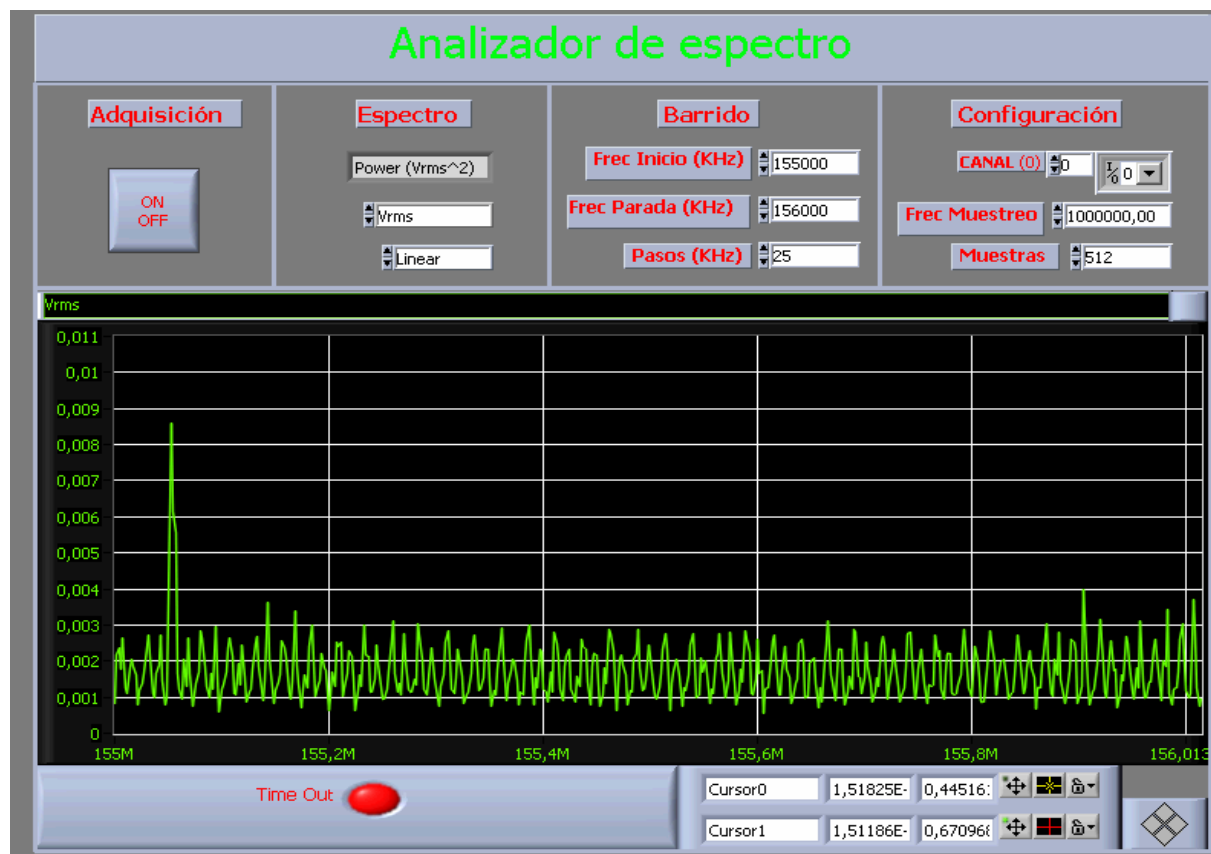 Analizador de espectro
Adquisición
ON
OFF
Espectro
Power (Vrms^2)
Vrms
Linear
Barrido
Frec Inicio (KHz) 155000
Frec Parada (KHz) 156000
Pasos (KHz) 25
Configuración
CANAL (0) 0 I/O 0
Frec Muestreo 1000000,00
Muestras 512
Vrms
0,011
0,01
0,009
0,008
0,007
0,006
0,005
0,004
0,003
0,002
0,001
0
155M 155,2M 155,4M 155,6M 155,8M 156,013
Time Out
Cursor0 1,51825E- 0,44516
Cursor1 1,51186E- 0,67096